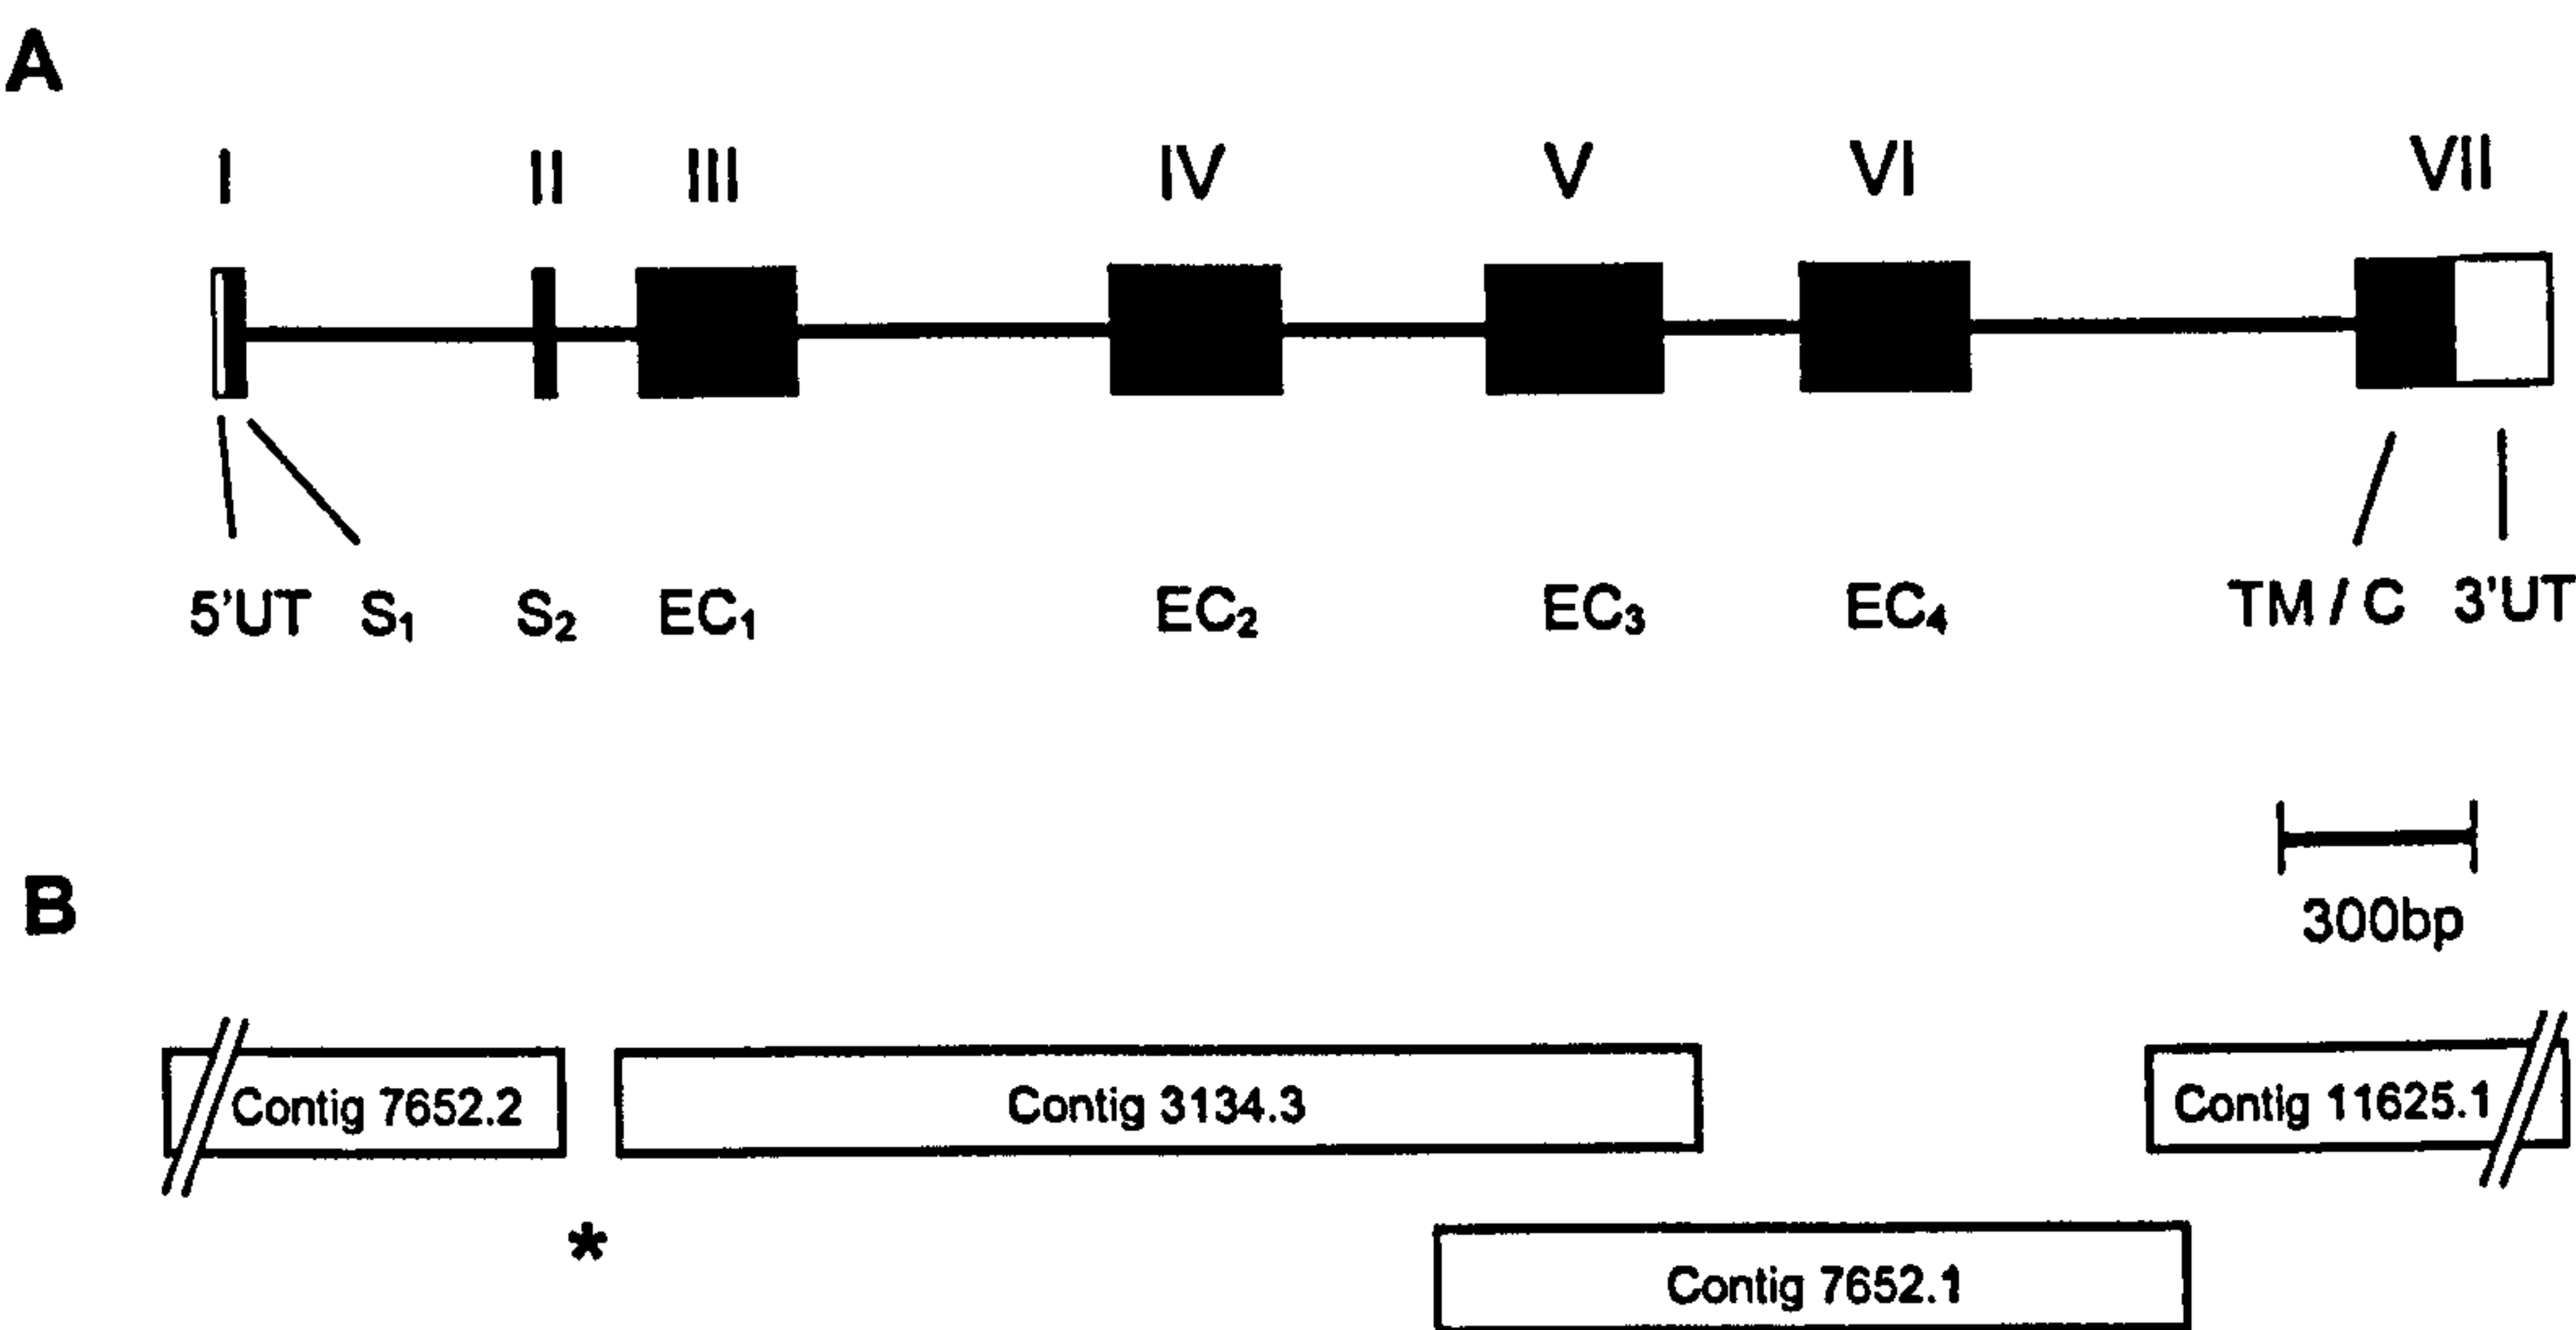 A
I II III IV V VI VII
5'UT S₁ S₂ EC₁ EC₂ EC₃ EC₄ TM / C 3'UT
300bp
B
Contig 7652.2 Contig 3134.3 Contig 11625.1
*
Contig 7652.1